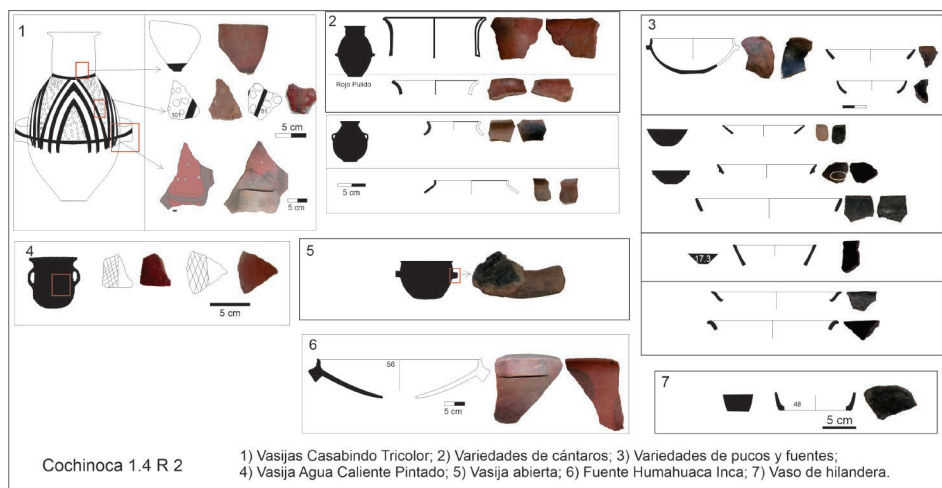 1
101
51
5 cm
5 cm
2
Rojo Pulido
5 cm
3
17.3
4
5 cm
5
6
56
5 cm
7
48
5 cm
Cochinoca 1.4 R 2
1) Vasijas Casabindo Tricolor; 2) Variedades de cántaros; 3) Variedades de pucos y fuentes;
4) Vasija Agua Caliente Pintado; 5) Vasija abierta; 6) Fuente Humahuaca Inca; 7) Vaso de hilandera.